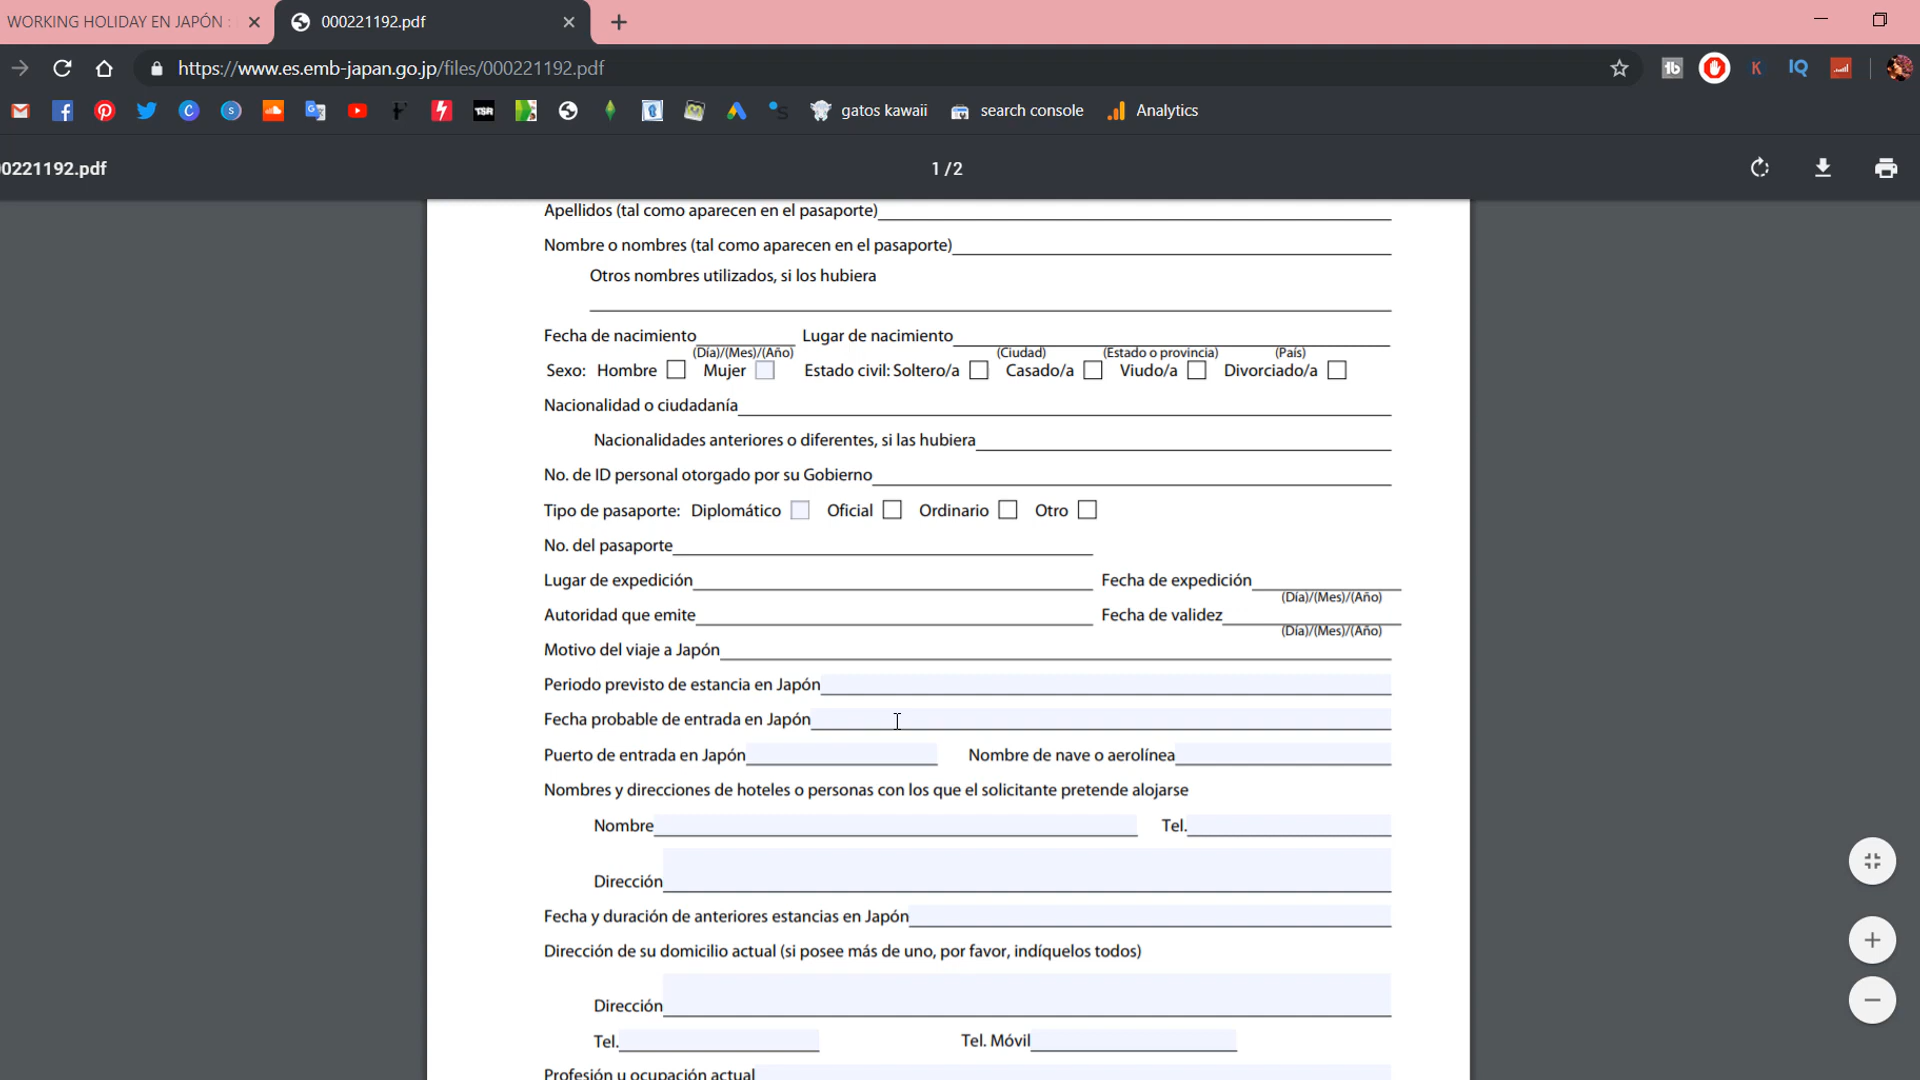 WORKING HOLIDAY EN JAPÓN :
000221192.pdf
https://www.es.emb-japan.go.jp/files/000221192.pdf
gatos kawaii
search console
Analytics
00221192.pdf
1 / 2
Apellidos (tal como aparecen en el pasaporte)
Nombre o nombres (tal como aparecen en el pasaporte)
Otros nombres utilizados, si los hubiera
Fecha de nacimiento Lugar de nacimiento
(Día)/(Mes)/(Año) (Ciudad) (Estado o provincia) (País)
Sexo: Hombre Mujer Estado civil: Soltero/a Casado/a Viudo/a Divorciado/a
Nacionalidad o ciudadanía
Nacionalidades anteriores o diferentes, si las hubiera
No. de ID personal otorgado por su Gobierno
Tipo de pasaporte: Diplomático Oficial Ordinario Otro
No. del pasaporte
Lugar de expedición Fecha de expedición
(Día)/(Mes)/(Año)
Autoridad que emite Fecha de validez
(Día)/(Mes)/(Año)
Motivo del viaje a Japón
Periodo previsto de estancia en Japón
Fecha probable de entrada en Japón
Puerto de entrada en Japón Nombre de nave o aerolínea
Nombres y direcciones de hoteles o personas con los que el solicitante pretende alojarse
Nombre Tel.
Dirección
Fecha y duración de anteriores estancias en Japón
Dirección de su domicilio actual (si posee más de uno, por favor, indíquelos todos)
Dirección
Tel. Tel. Móvil
Profesión u ocupación actual